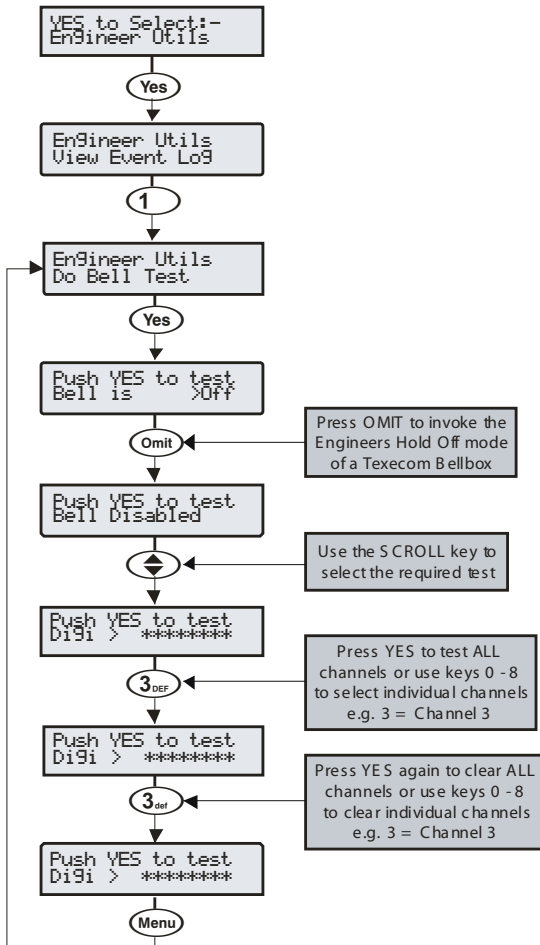 YES to Select:-
Engineer Utils
Yes
Engineer Utils
View Event Log
1
Engineer Utils
Do Bell Test
Yes
Push YES to test
Bell is >Off
Omit
Press OMIT to invoke the
Engineers Hold Off mode
of a Texecom Bellbox
Push YES to test
Bell Disabled
Use the SCROLL key to
select the required test
Push YES to test
Digi > ********
3 DEF
Press YES to test ALL
channels or use keys 0 - 8
to select individual channels
e.g. 3 = Channel 3
Push YES to test
Digi > ********
3 def
Press YES again to clear ALL
channels or use keys 0 - 8
to clear individual channels
e.g. 3 = Channel 3
Push YES to test
Digi > ********
Menu